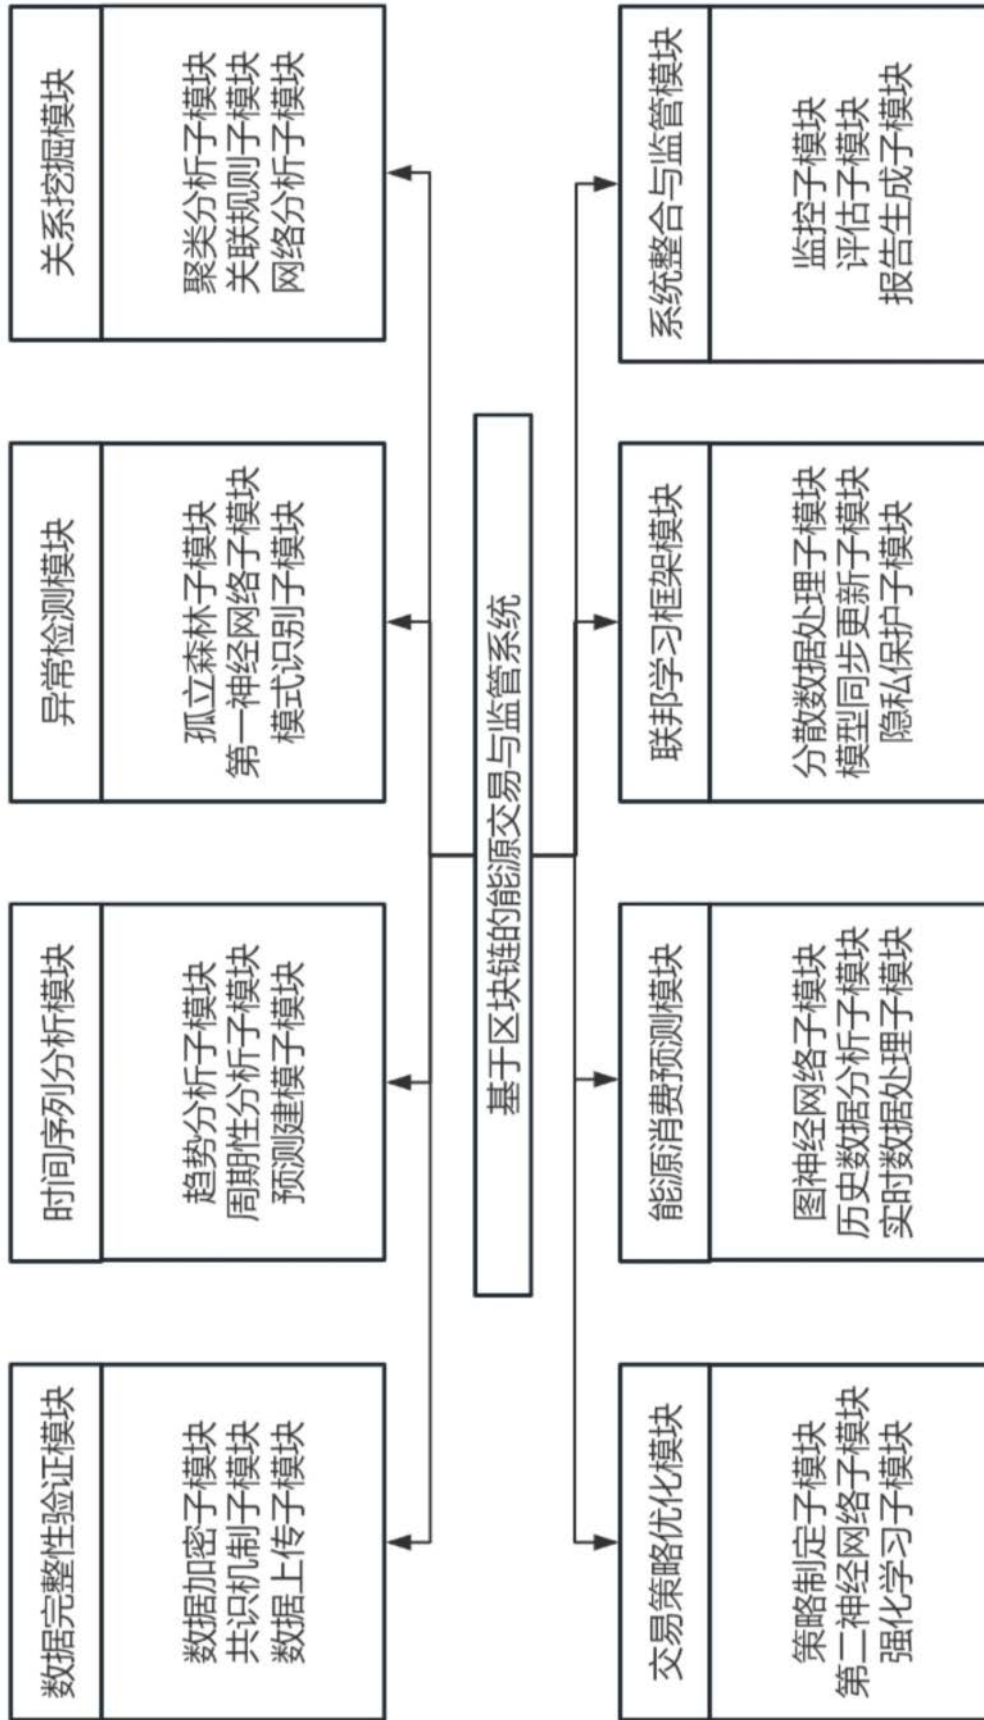 数据完整性验证模块
数据加密子模块
共识机制子模块
数据上传子模块
时间序列分析模块
趋势分析子模块
周期性分析子模块
预测建模子模块
异常检测模块
孤立森林子模块
第一神经网络子模块
模式识别子模块
关系挖掘模块
聚类分析子模块
关联规则子模块
网络分析子模块
基于区块链的能源交易与监管系统
交易策略优化模块
策略制定子模块
第二神经网络子模块
强化学习子模块
能源消费预测模块
图神经网络子模块
历史数据分析子模块
实时数据处理子模块
联邦学习框架模块
分散数据处理子模块
模型同步更新子模块
隐私保护子模块
系统整合与监管模块
监控子模块
评估子模块
报告生成子模块